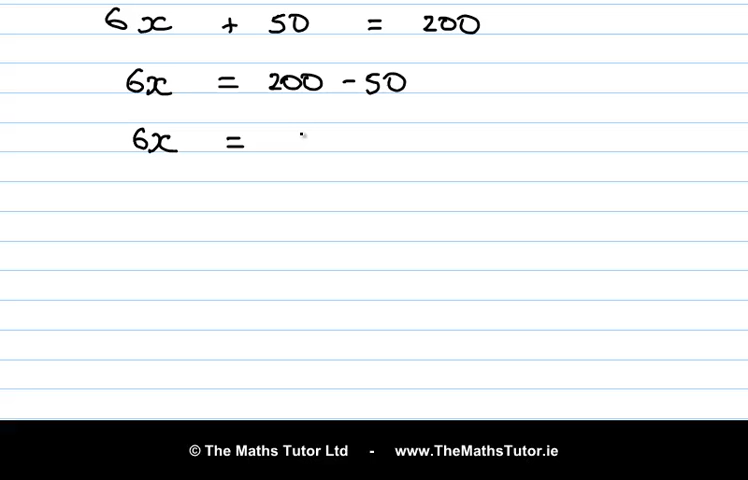 6x + 50 = 200
6x = 200 - 50
6x =
© The Maths Tutor Ltd - www.TheMathsTutor.ie